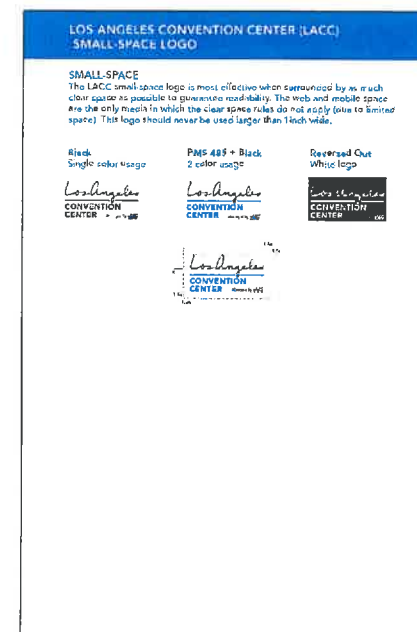 LOS ANGELES CONVENTION CENTER (LACC)
SMALL-SPACE LOGO
SMALL-SPACE
The LACC small-space logo is most effective when surrounded by as much
clear space as possible to guarantee readability. The web and mobile space
are the only media in which the clear space rules do not apply (due to limited
space). This logo should never be used larger than 1 inch wide.
Black
Single color usage
PMS 485 + Black
2 color usage
Reversed Out
White logo
Los Angeles
CONVENTION
CENTER
Los Angeles
CONVENTION
CENTER
Los Angeles
CONVENTION
CENTER
Los Angeles
CONVENTION
CENTER